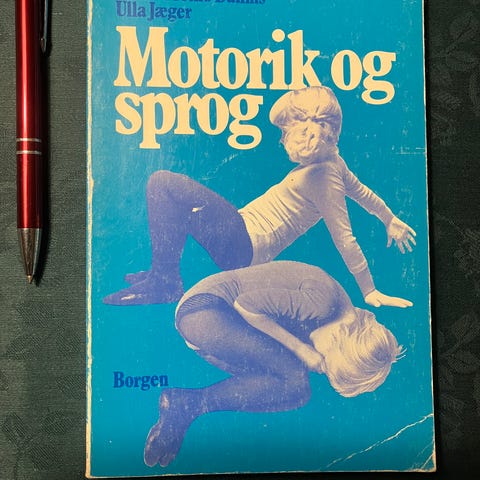 Ulla Jæger
Motorik og
sprog
Borgen